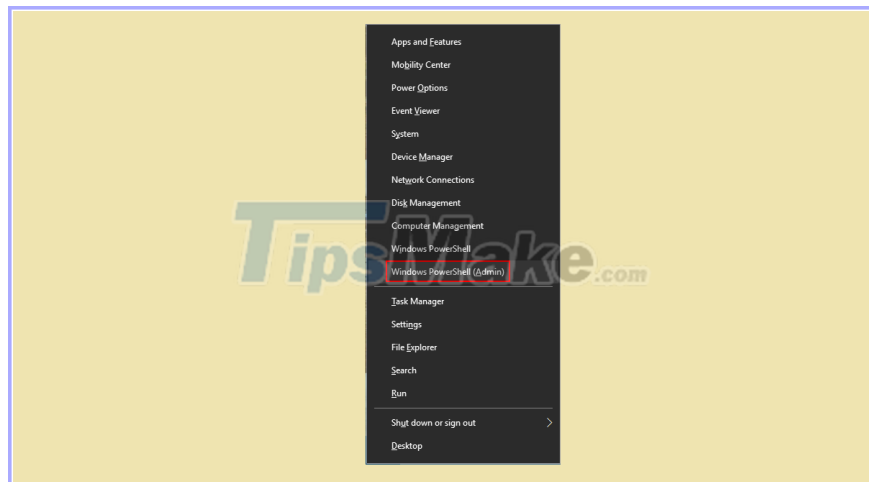 Apps and Features
Mobility Center
Power Options
Event Viewer
System
Device Manager
Network Connections
Disk Management
Computer Management
Windows PowerShell
Windows PowerShell (Admin)
Task Manager
Settings
File Explorer
Search
Run
Shut down or sign out
Desktop
TipsMake.com